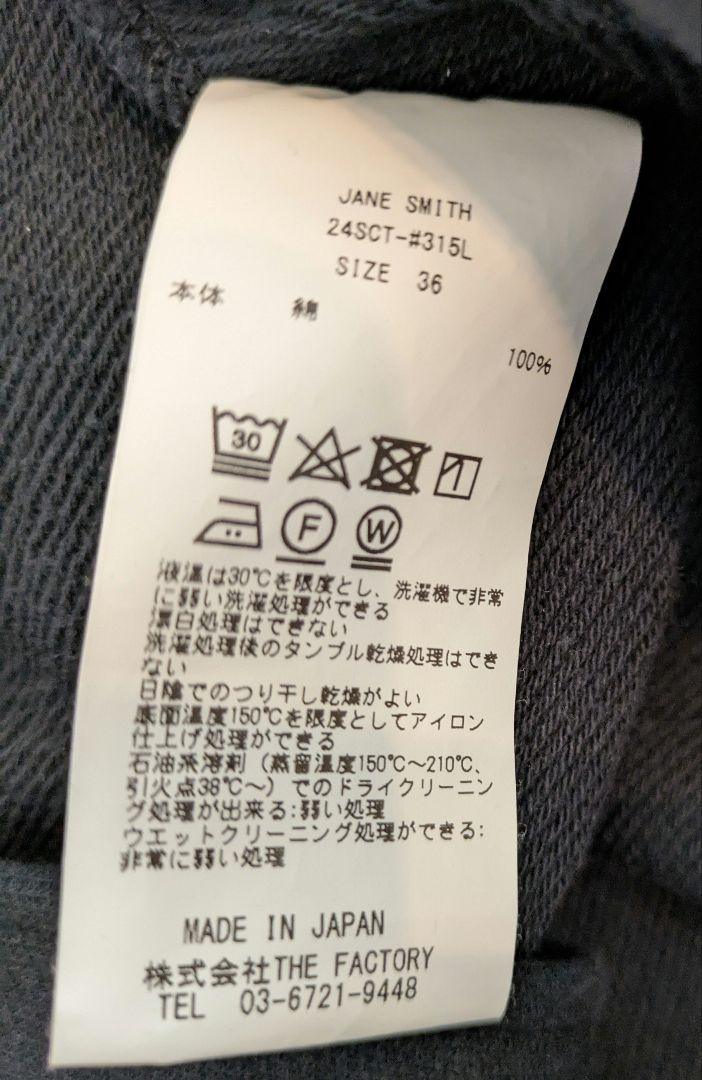 JANE SMITH
24SCT-#315L
SIZE 36
本体 綿
100%
30
F W
液温は30℃を限度とし、洗濯機で非常
に弱い洗濯処理ができる
漂白処理はできない
洗濯処理後のタンブル乾燥処理はでき
ない
日陰でのつり干し乾燥がよい
底面温度150℃を限度としてアイロン
仕上げ処理ができる
石油系溶剤(蒸留温度150℃～210℃、
引火点38℃～)でのドライクリーニン
グ処理が出来る:弱い処理
ウエットクリーニング処理ができる:
非常に弱い処理
MADE IN JAPAN
株式会社THE FACTORY
TEL 03-6721-9448